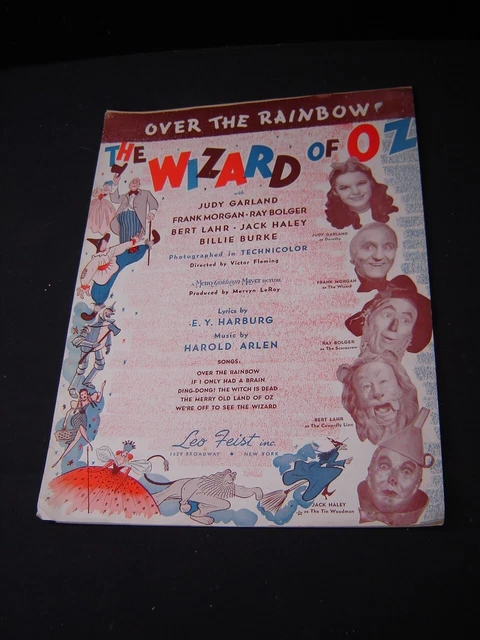 OVER THE RAINBOW
THE WIZARD OF OZ
with
JUDY GARLAND
FRANK MORGAN · RAY BOLGER
BERT LAHR · JACK HALEY
BILLIE BURKE
Photographed in TECHNICOLOR
Directed by Victor Fleming
A Metro Goldwyn Mayer PICTURE
Produced by Mervyn LeRoy
Lyrics by
E. Y. HARBURG
Music by
HAROLD ARLEN
SONGS:
OVER THE RAINBOW
IF I ONLY HAD A BRAIN
DING-DONG! THE WITCH IS DEAD
THE MERRY OLD LAND OF OZ
WE'RE OFF TO SEE THE WIZARD
Leo Feist inc.
1629 BROADWAY • NEW YORK
JUDY GARLAND
as Dorothy
FRANK MORGAN
as The Wizard
RAY BOLGER
as The Scarecrow
BERT LAHR
as The Cowardly Lion
JACK HALEY
as The Tin Woodman